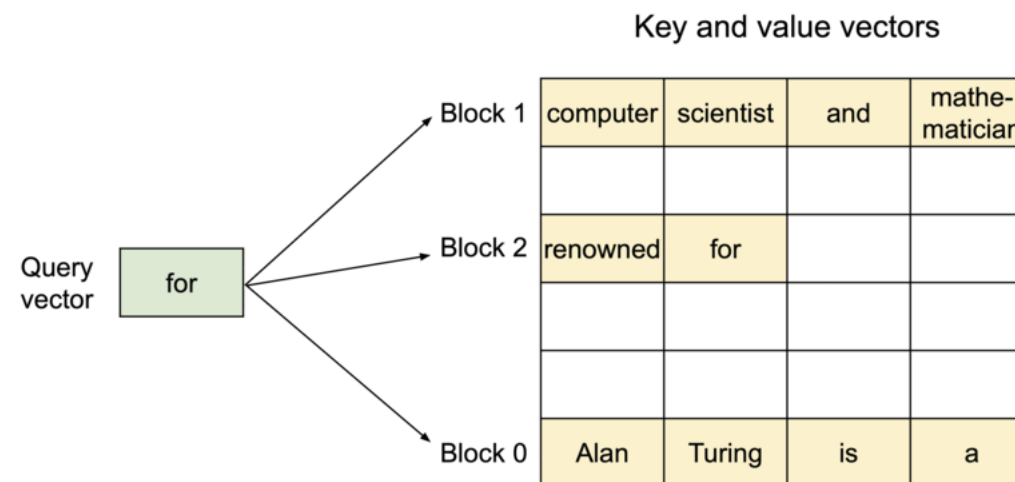 Key and value vectors
Block 1 computer scientist and mathe-
matician
Block 2 renowned for
Query
vector
for
Block 0 Alan Turing is a